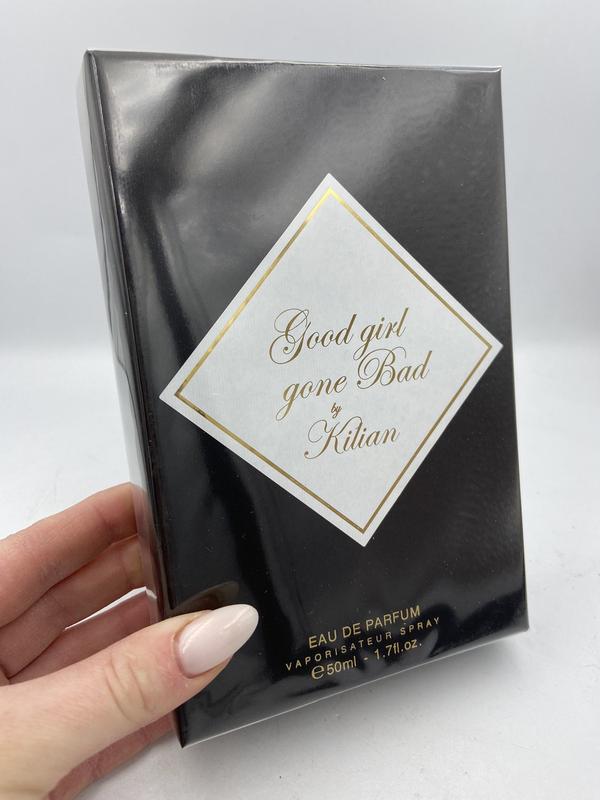 Good girl
gone Bad
by
Kilian
EAU DE PARFUM
VAPORISATEUR SPRAY
℮50ml - 1.7fl.oz.